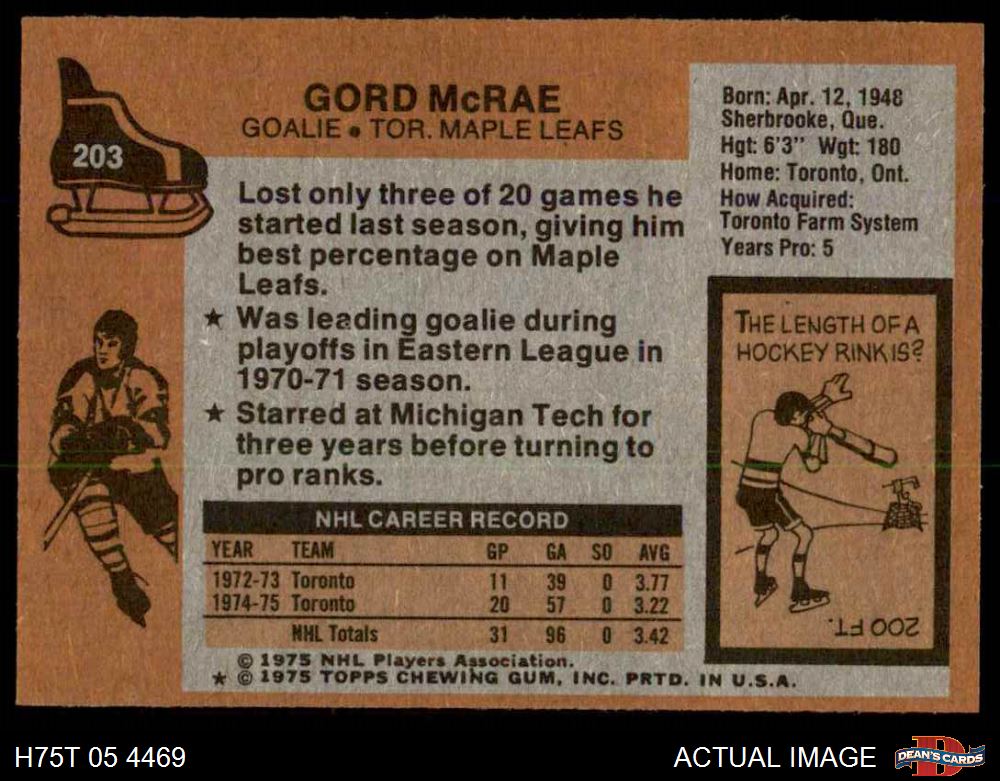 203
GORD McRAE
GOALIE • TOR. MAPLE LEAFS
Lost only three of 20 games he
started last season, giving him
best percentage on Maple
Leafs.
★ Was leading goalie during
playoffs in Eastern League in
1970-71 season.
★ Starred at Michigan Tech for
three years before turning to
pro ranks.
Born: Apr. 12, 1948
Sherbrooke, Que.
Hgt: 6'3" Wgt: 180
Home: Toronto, Ont.
How Acquired:
Toronto Farm System
Years Pro: 5
THE LENGTH OF A
HOCKEY RINK IS?
200 FT.
NHL CAREER RECORD
YEAR TEAM GP GA SO AVG
1972-73 Toronto 11 39 0 3.77
1974-75 Toronto 20 57 0 3.22
NHL Totals 31 96 0 3.42
© 1975 NHL Players Association.
★ © 1975 TOPPS CHEWING GUM, INC. PRTD. IN U.S.A.
H75T 05 4469
ACTUAL IMAGE
D
DEAN'S CARDS